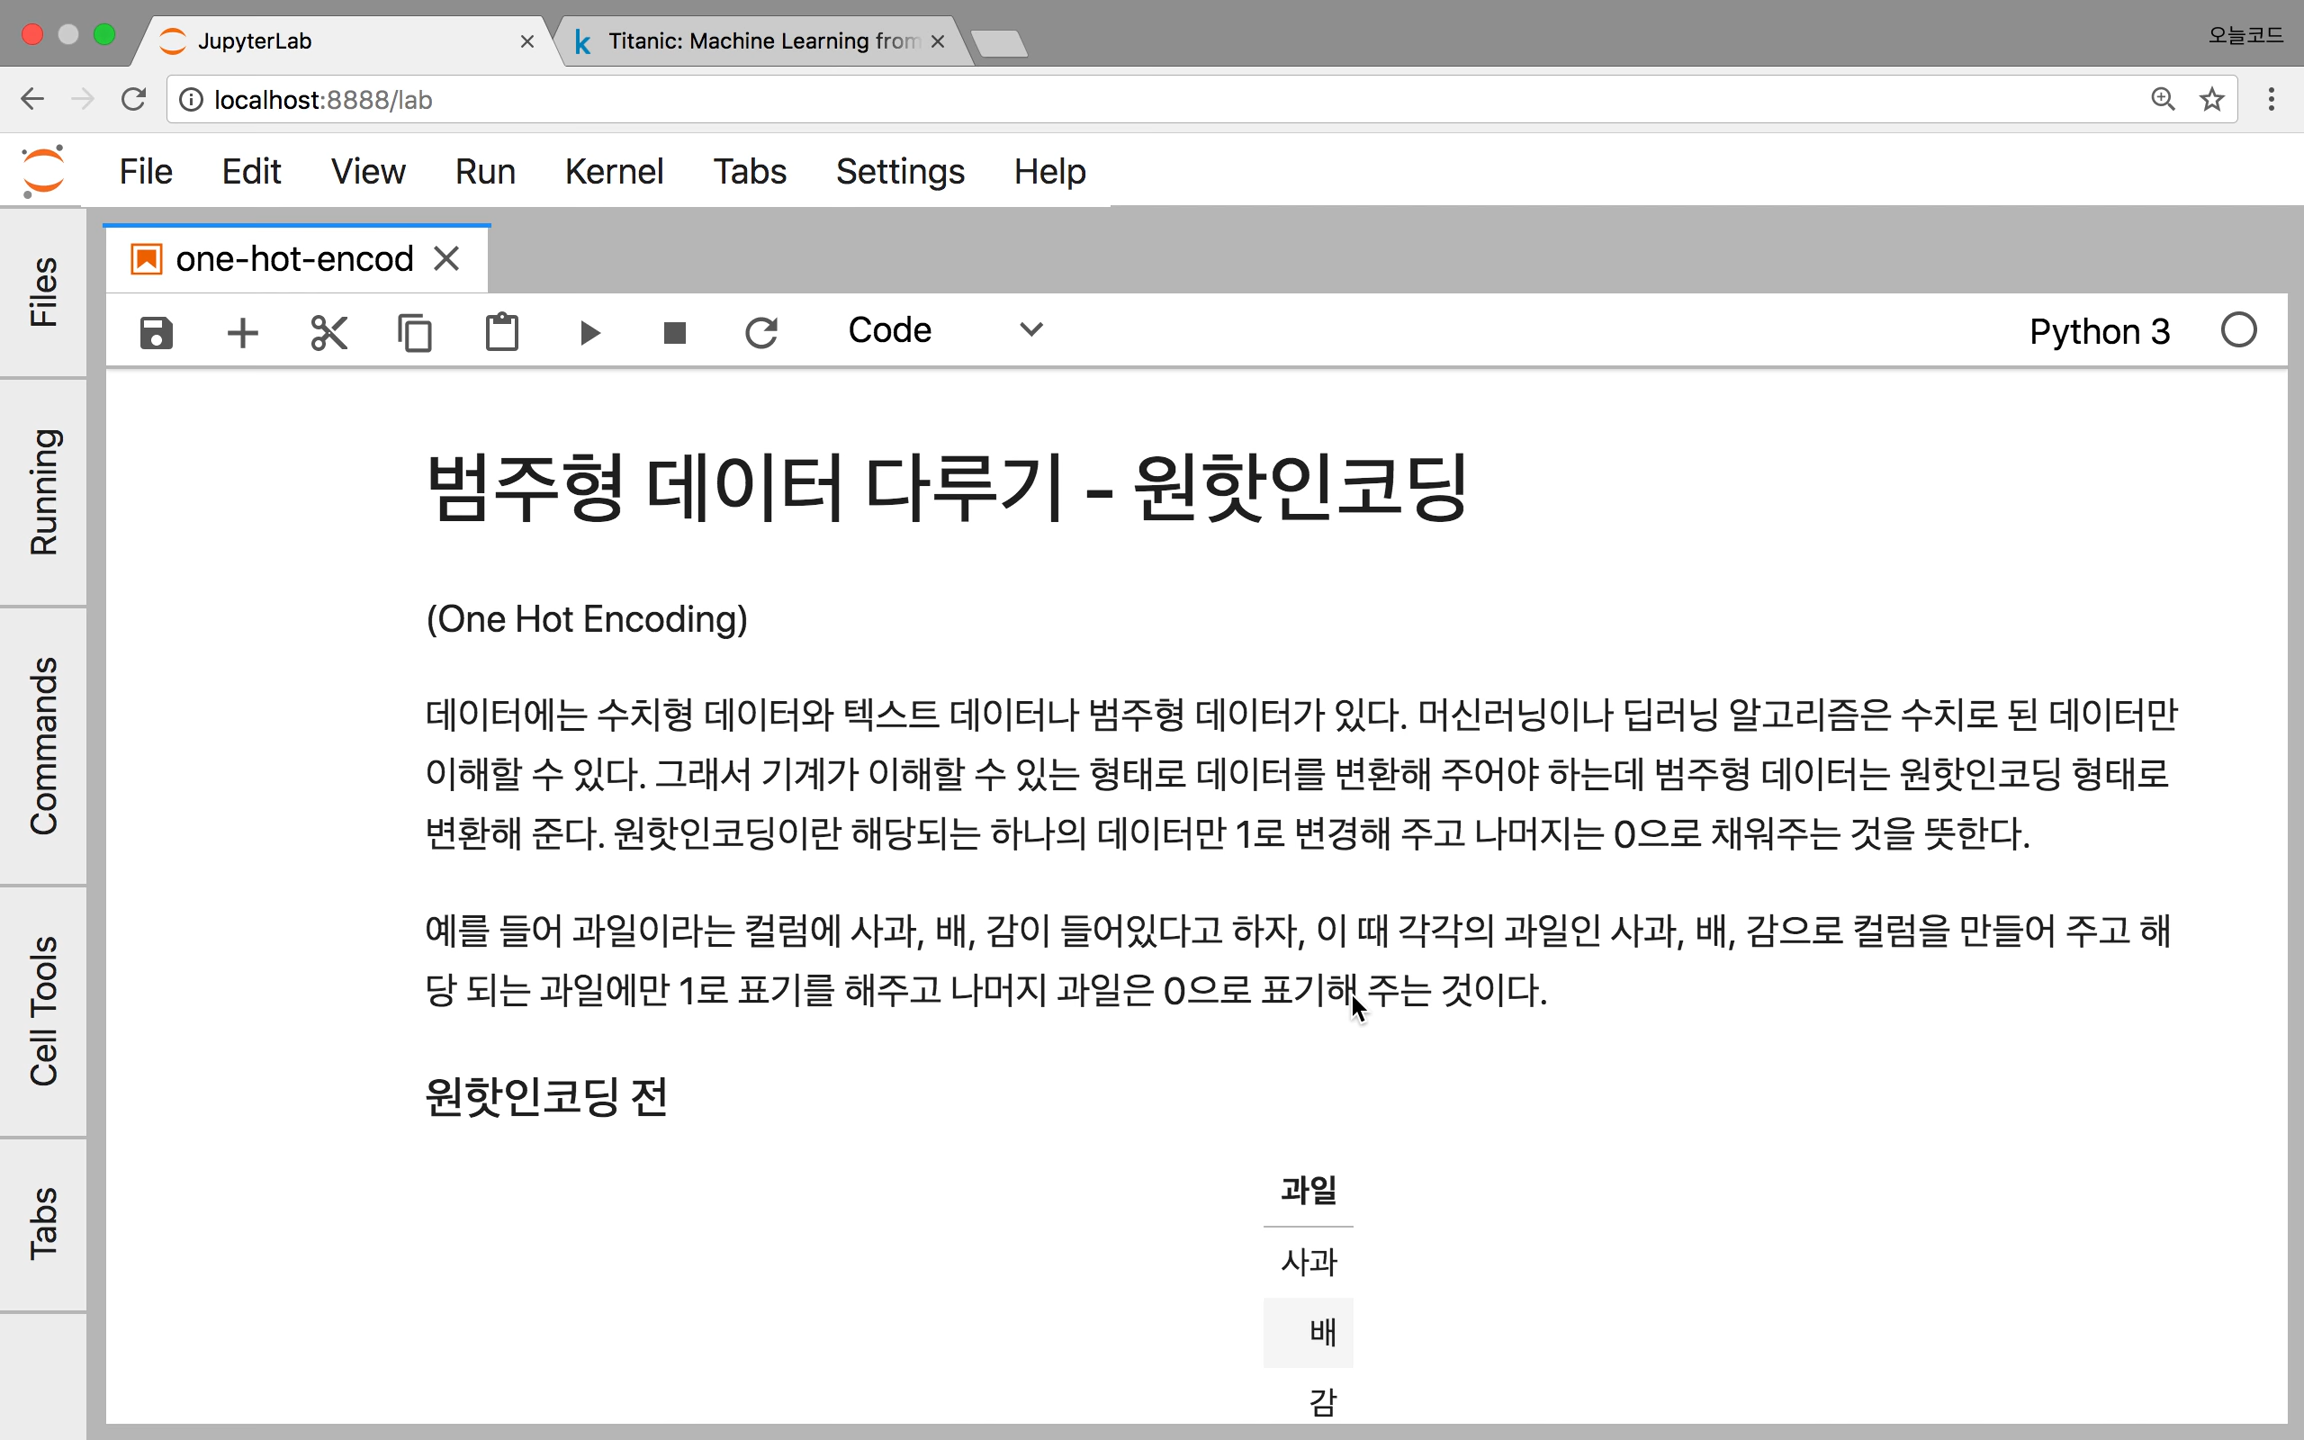 JupyterLab
Titanic: Machine Learning from
오늘코드
localhost:8888/lab
File Edit View Run Kernel Tabs Settings Help
Files
Running
Commands
Cell Tools
Tabs
one-hot-encod
Code
Python 3
범주형 데이터 다루기 - 원핫인코딩
(One Hot Encoding)
데이터에는 수치형 데이터와 텍스트 데이터나 범주형 데이터가 있다. 머신러닝이나 딥러닝 알고리즘은 수치로 된 데이터만
이해할 수 있다. 그래서 기계가 이해할 수 있는 형태로 데이터를 변환해 주어야 하는데 범주형 데이터는 원핫인코딩 형태로
변환해 준다. 원핫인코딩이란 해당되는 하나의 데이터만 1로 변경해 주고 나머지는 0으로 채워주는 것을 뜻한다.
예를 들어 과일이라는 컬럼에 사과, 배, 감이 들어있다고 하자, 이 때 각각의 과일인 사과, 배, 감으로 컬럼을 만들어 주고 해
당 되는 과일에만 1로 표기를 해주고 나머지 과일은 0으로 표기해 주는 것이다.
원핫인코딩 전
과일
사과
배
감